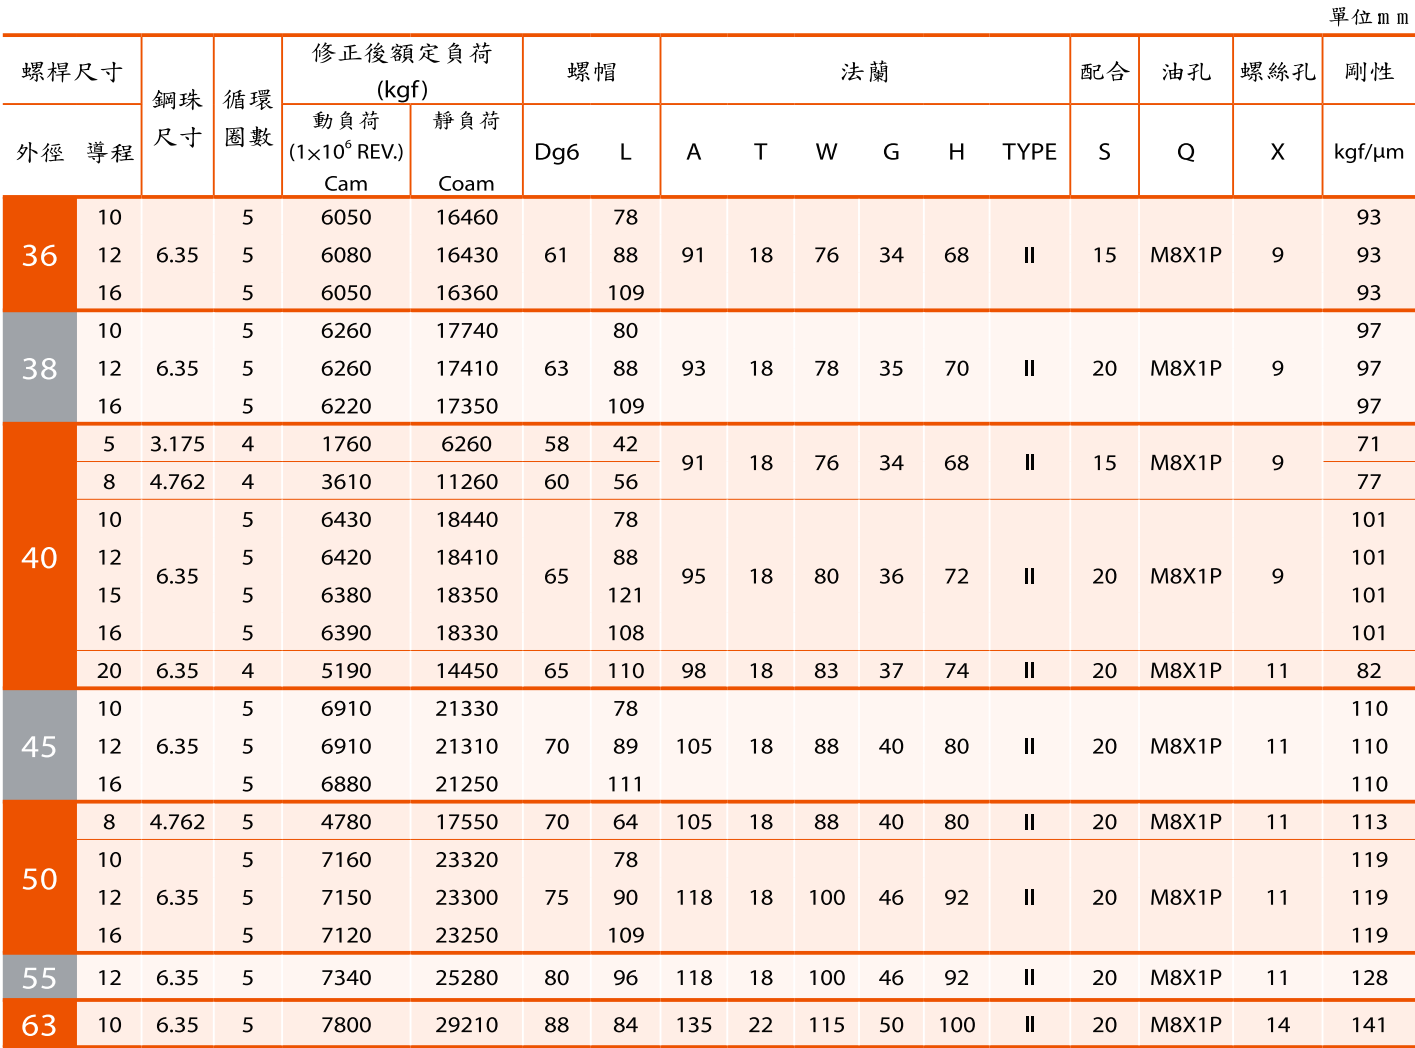 單位mm
螺桿尺寸 鋼珠尺寸 循環圈數 修正後額定負荷(kgf) 螺帽 法蘭 配合 油孔 螺絲孔 剛性
外徑 導程 動負荷(1×10⁶ REV.) Cam 靜負荷 Coam Dg6 L A T W G H TYPE S Q X kgf/μm
10 5 6050 16460 78 93
36 12 6.35 5 6080 16430 61 88 91 18 76 34 68 II 15 M8X1P 9 93
16 5 6050 16360 109 93
10 5 6260 17740 80 97
38 12 6.35 5 6260 17410 63 88 93 18 78 35 70 II 20 M8X1P 9 97
16 5 6220 17350 109 97
5 3.175 4 1760 6260 58 42 71
91 18 76 34 68 II 15 M8X1P 9
8 4.762 4 3610 11260 60 56 77
10 5 6430 18440 78 101
40 12 5 6420 18410 88 101
6.35 65 95 18 80 36 72 II 20 M8X1P 9
15 5 6380 18350 121 101
16 5 6390 18330 108 101
20 6.35 4 5190 14450 65 110 98 18 83 37 74 II 20 M8X1P 11 82
10 5 6910 21330 78 110
45 12 6.35 5 6910 21310 70 89 105 18 88 40 80 II 20 M8X1P 11 110
16 5 6880 21250 111 110
8 4.762 5 4780 17550 70 64 105 18 88 40 80 II 20 M8X1P 11 113
10 5 7160 23320 78 119
50 12 6.35 5 7150 23300 75 90 118 18 100 46 92 II 20 M8X1P 11 119
16 5 7120 23250 109 119
55 12 6.35 5 7340 25280 80 96 118 18 100 46 92 II 20 M8X1P 11 128
63 10 6.35 5 7800 29210 88 84 135 22 115 50 100 II 20 M8X1P 14 141